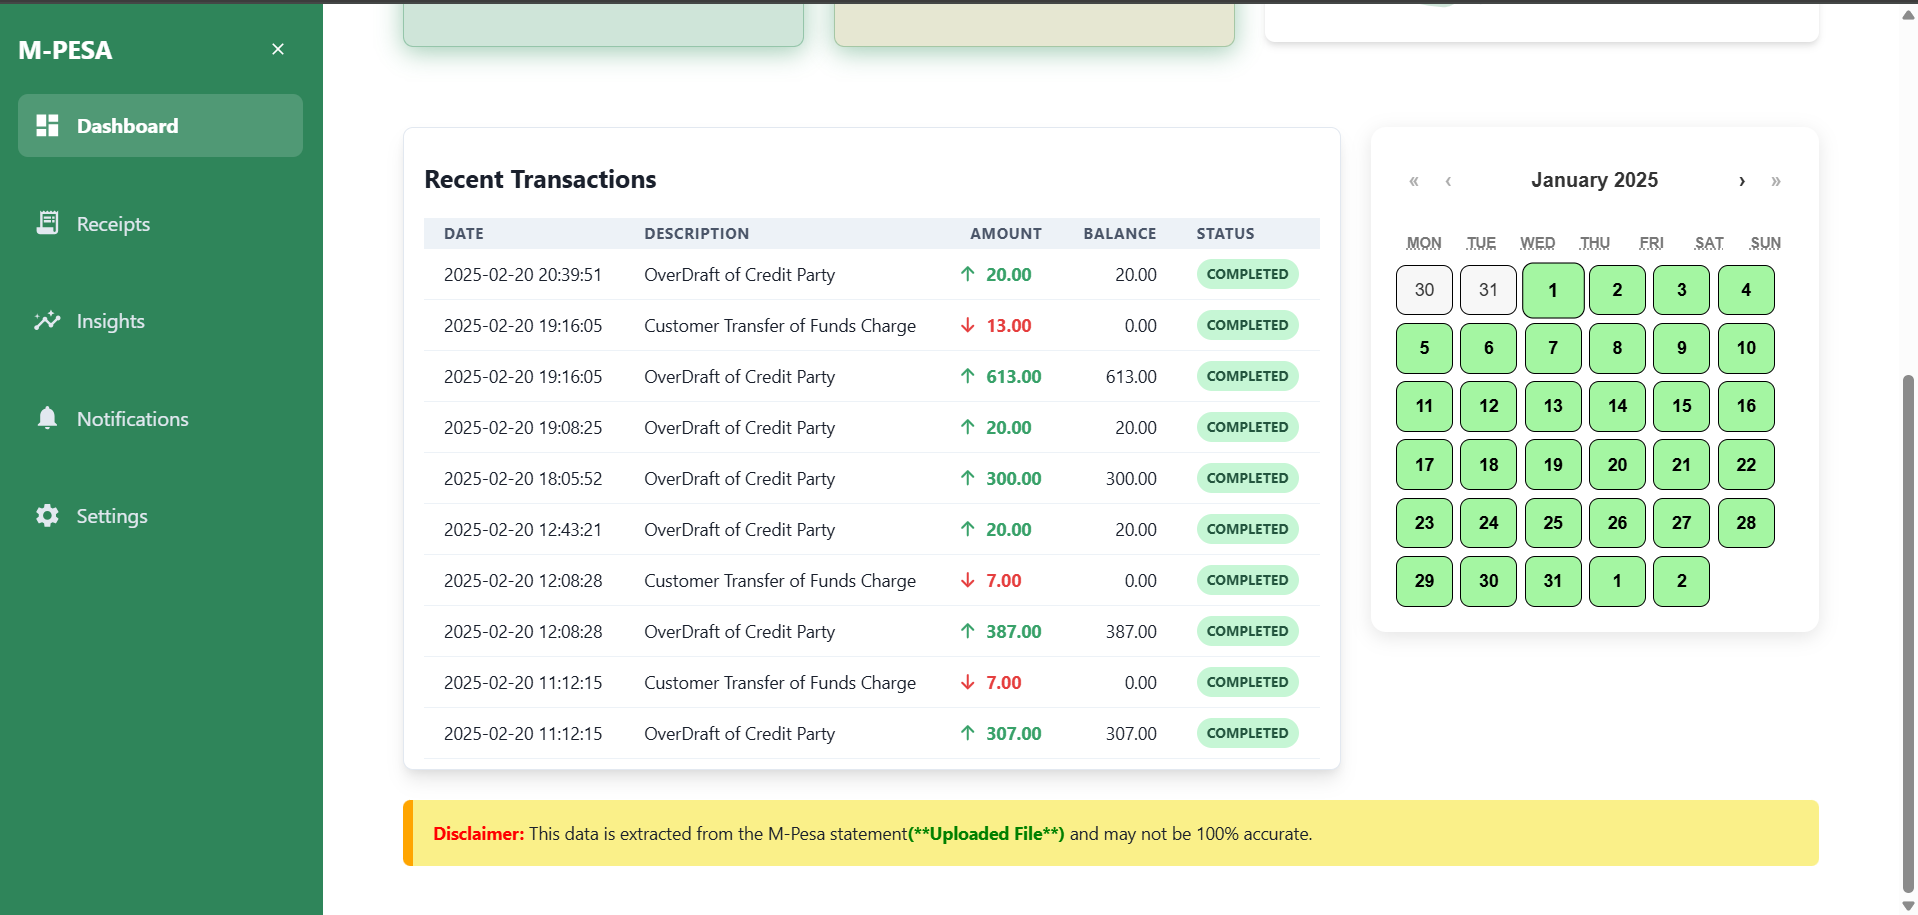 M-PESA ×
Dashboard
Receipts
Insights
Notifications
Settings
Recent Transactions
DATE DESCRIPTION AMOUNT BALANCE STATUS
2025-02-20 20:39:51 OverDraft of Credit Party ↑ 20.00 20.00 COMPLETED
2025-02-20 19:16:05 Customer Transfer of Funds Charge ↓ 13.00 0.00 COMPLETED
2025-02-20 19:16:05 OverDraft of Credit Party ↑ 613.00 613.00 COMPLETED
2025-02-20 19:08:25 OverDraft of Credit Party ↑ 20.00 20.00 COMPLETED
2025-02-20 18:05:52 OverDraft of Credit Party ↑ 300.00 300.00 COMPLETED
2025-02-20 12:43:21 OverDraft of Credit Party ↑ 20.00 20.00 COMPLETED
2025-02-20 12:08:28 Customer Transfer of Funds Charge ↓ 7.00 0.00 COMPLETED
2025-02-20 12:08:28 OverDraft of Credit Party ↑ 387.00 387.00 COMPLETED
2025-02-20 11:12:15 Customer Transfer of Funds Charge ↓ 7.00 0.00 COMPLETED
2025-02-20 11:12:15 OverDraft of Credit Party ↑ 307.00 307.00 COMPLETED
« ‹ January 2025 › »
MON TUE WED THU FRI SAT SUN
30 31 1 2 3 4
5 6 7 8 9 10
11 12 13 14 15 16
17 18 19 20 21 22
23 24 25 26 27 28
29 30 31 1 2
Disclaimer: This data is extracted from the M-Pesa statement(**Uploaded File**) and may not be 100% accurate.